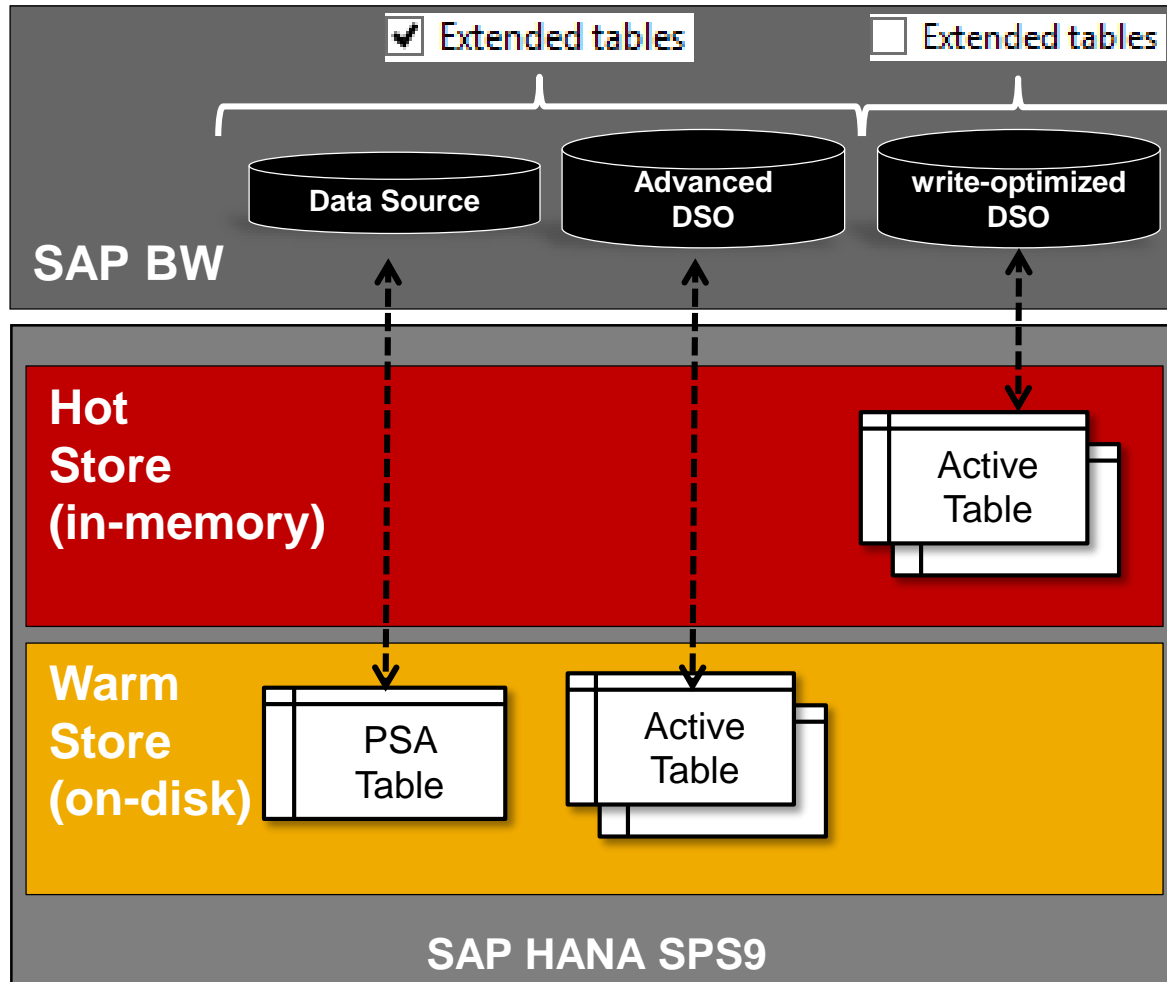 Extended tables
Extended tables
Data Source
Advanced
DSO
write-optimized
DSO
SAP BW
Hot
Store
(in-memory)
Active
Table
Warm
Store
(on-disk)
PSA
Table
Active
Table
SAP HANA SPS9